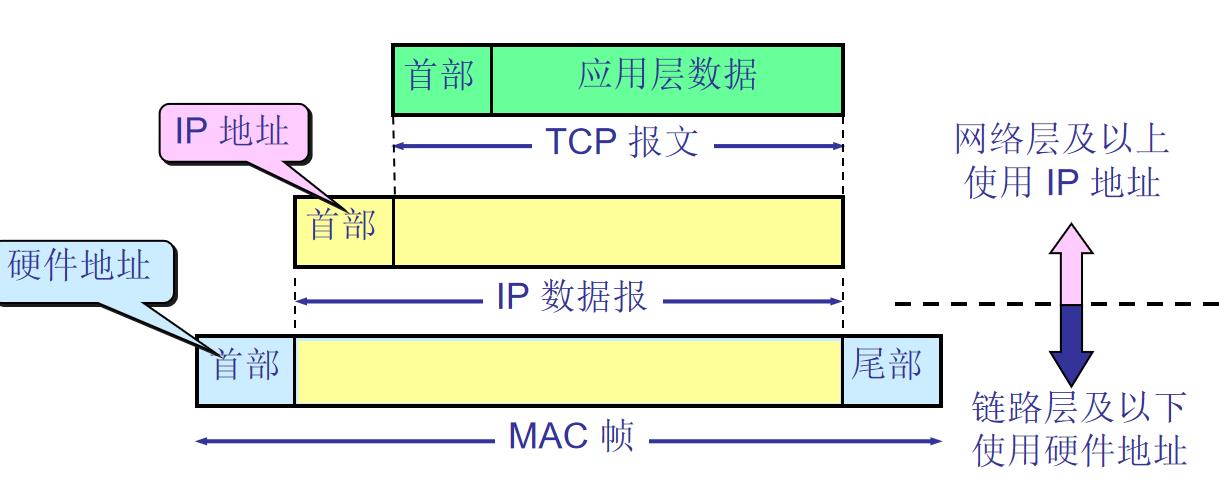 首部
应用层数据
IP 地址
TCP 报文
网络层及以上
使用 IP 地址
首部
硬件地址
IP 数据报
首部
尾部
链路层及以下
使用硬件地址
MAC 帧